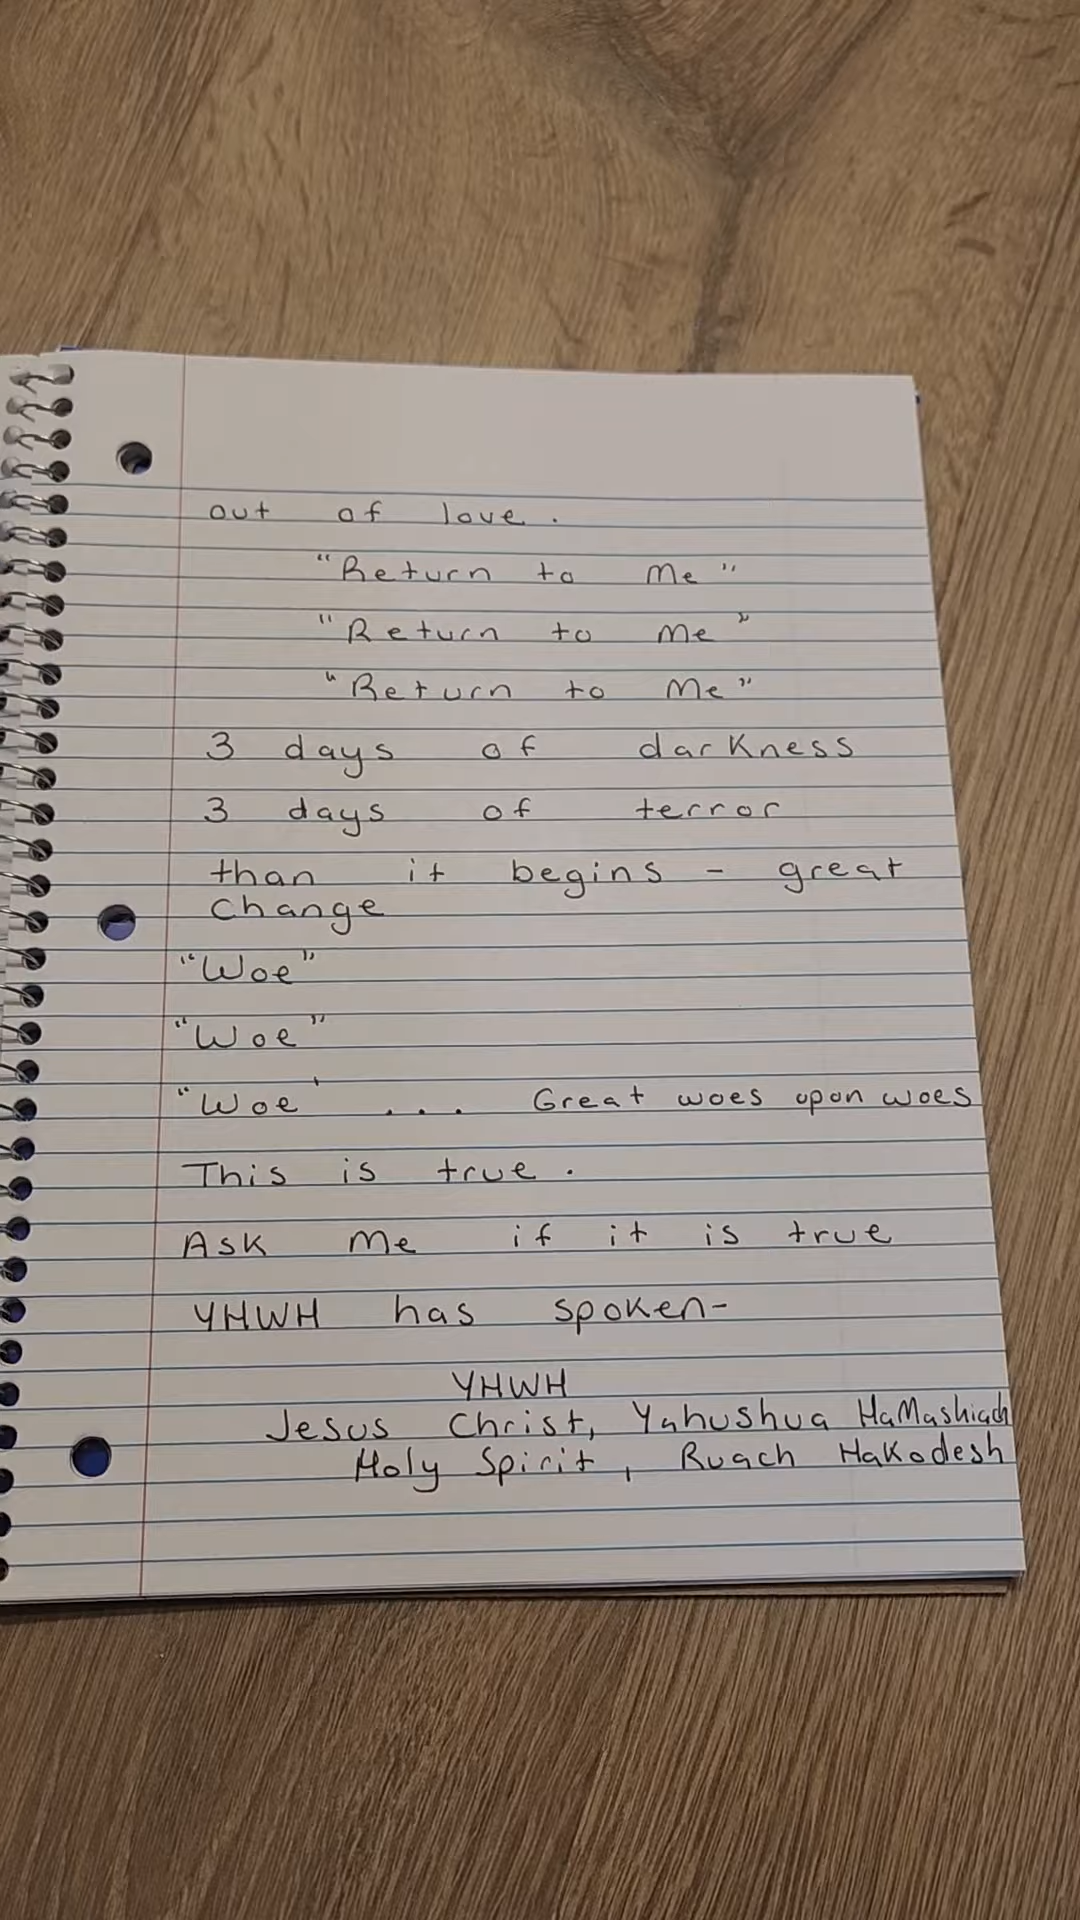 out of love.
"Return to Me"
"Return to Me"
"Return to Me"
3 days of darkness
3 days of terror
than it begins - great
change
"Woe"
"Woe"
"Woe' ... Great woes upon woes
This is true.
Ask Me if it is true
YHWH has spoken-
YHWH
Jesus Christ, Yahushua HaMashiach
Holy Spirit, Ruach Hakodesh